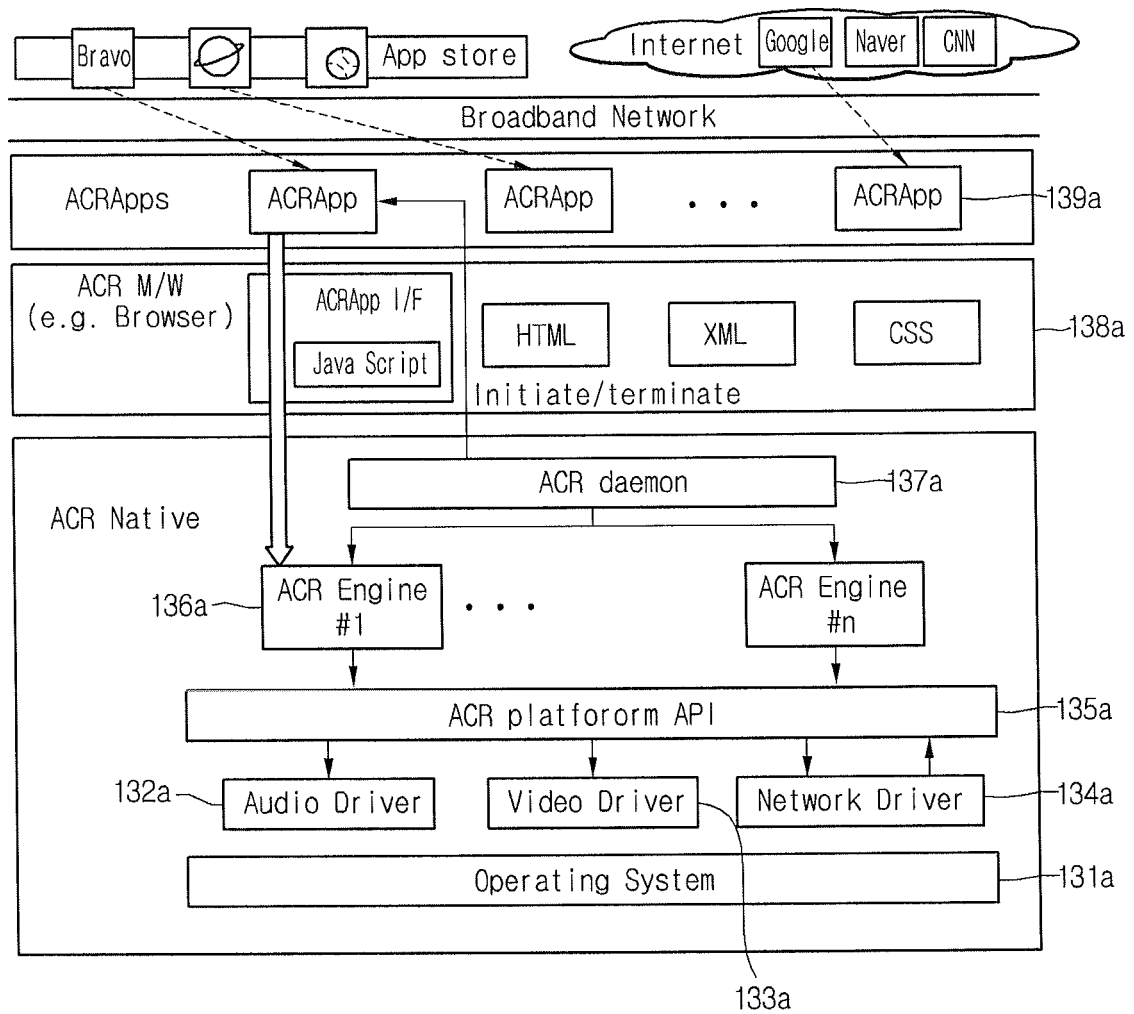 Bravo
App store
Internet
Google
Naver
CNN
Broadband Network
ACRApps
ACRApp
ACRApp
. . .
ACRApp
139a
ACR M/W
(e.g. Browser)
ACRApp I/F
Java Script
HTML
XML
CSS
138a
Initiate/terminate
ACR daemon
137a
ACR Native
136a
ACR Engine
#1
. . .
ACR Engine
#n
ACR platfororm API
135a
132a
Audio Driver
Video Driver
Network Driver
134a
Operating System
131a
133a